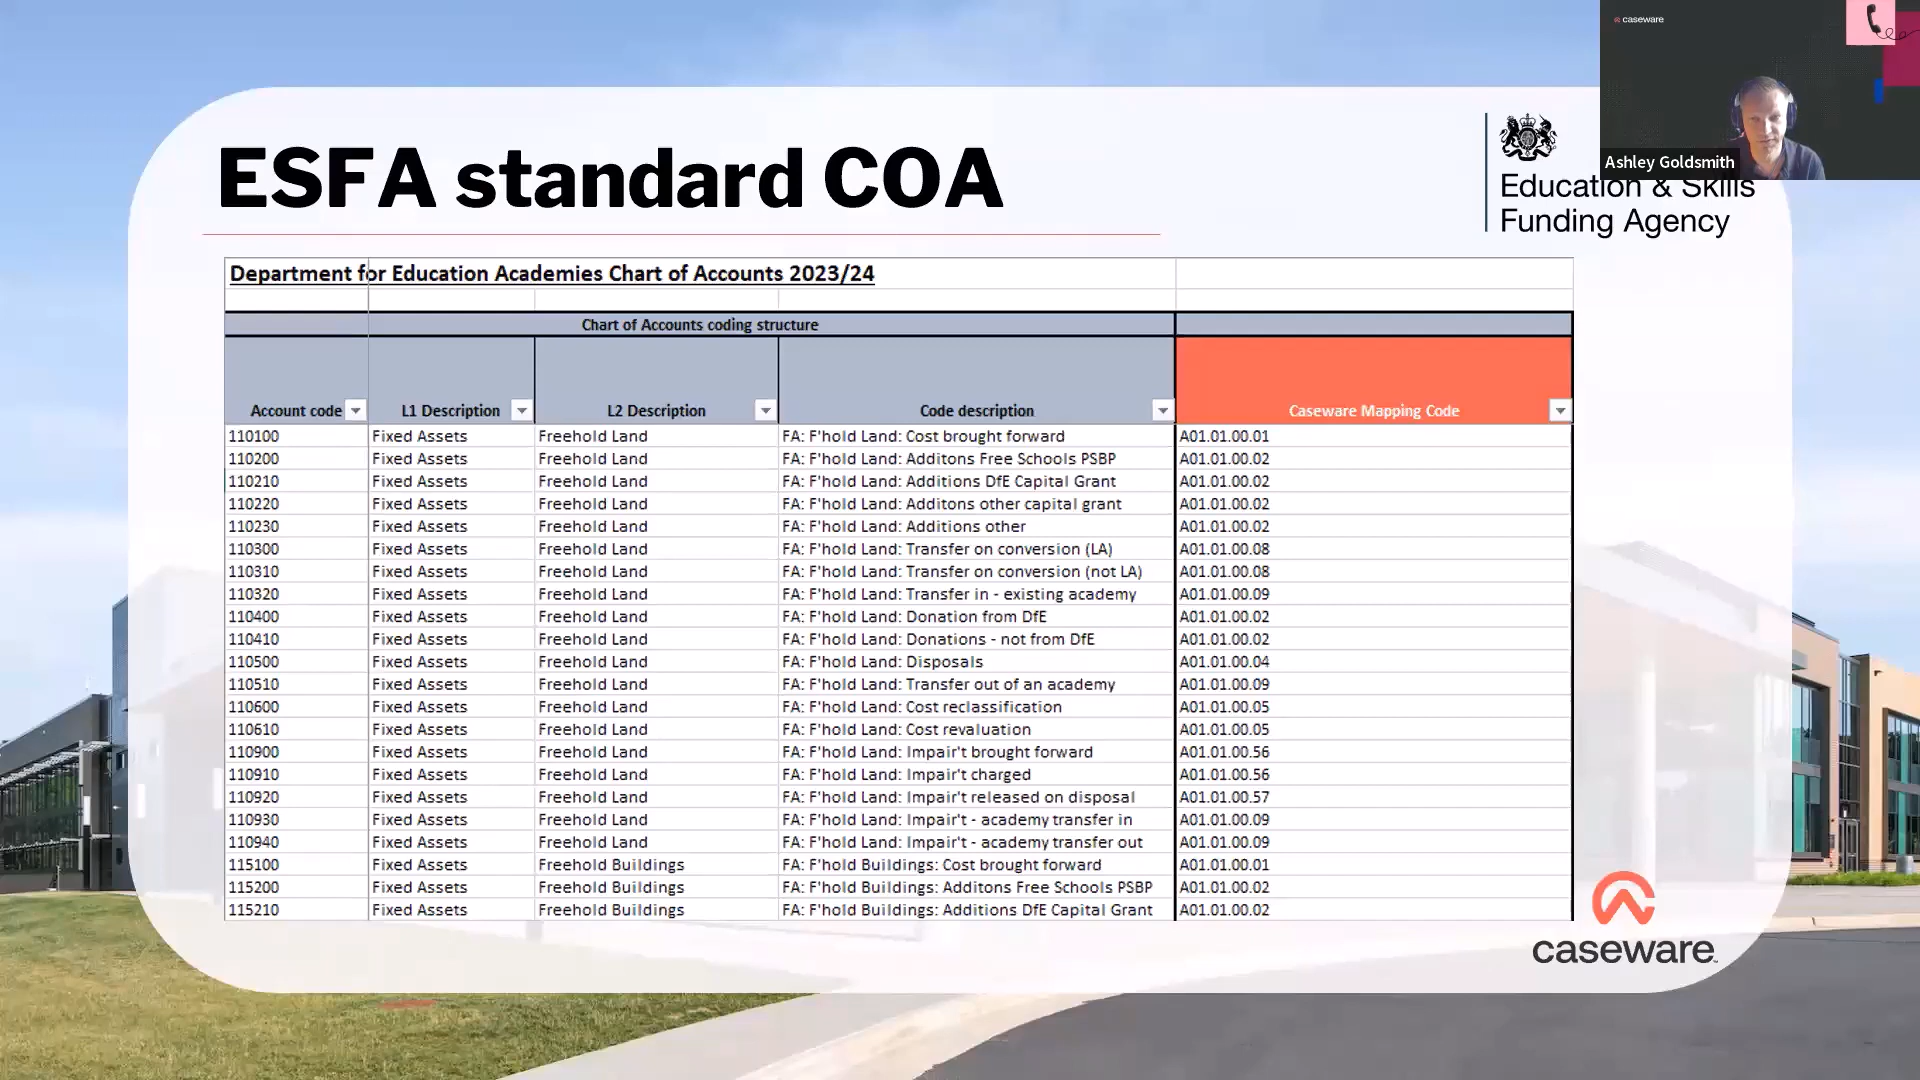 caseware
Ashley Goldsmith
ESFA standard COA
Education & Skills
Funding Agency
Department for Education Academies Chart of Accounts 2023/24
Chart of Accounts coding structure
Account code L1 Description L2 Description Code description Caseware Mapping Code
110100 Fixed Assets Freehold Land FA: F'hold Land: Cost brought forward A01.01.00.01
110200 Fixed Assets Freehold Land FA: F'hold Land: Additons Free Schools PSBP A01.01.00.02
110210 Fixed Assets Freehold Land FA: F'hold Land: Additions DfE Capital Grant A01.01.00.02
110220 Fixed Assets Freehold Land FA: F'hold Land: Additons other capital grant A01.01.00.02
110230 Fixed Assets Freehold Land FA: F'hold Land: Additions other A01.01.00.02
110300 Fixed Assets Freehold Land FA: F'hold Land: Transfer on conversion (LA) A01.01.00.08
110310 Fixed Assets Freehold Land FA: F'hold Land: Transfer on conversion (not LA) A01.01.00.08
110320 Fixed Assets Freehold Land FA: F'hold Land: Transfer in - existing academy A01.01.00.09
110400 Fixed Assets Freehold Land FA: F'hold Land: Donation from DfE A01.01.00.02
110410 Fixed Assets Freehold Land FA: F'hold Land: Donations - not from DfE A01.01.00.02
110500 Fixed Assets Freehold Land FA: F'hold Land: Disposals A01.01.00.04
110510 Fixed Assets Freehold Land FA: F'hold Land: Transfer out of an academy A01.01.00.09
110600 Fixed Assets Freehold Land FA: F'hold Land: Cost reclassification A01.01.00.05
110610 Fixed Assets Freehold Land FA: F'hold Land: Cost revaluation A01.01.00.05
110900 Fixed Assets Freehold Land FA: F'hold Land: Impair't brought forward A01.01.00.56
110910 Fixed Assets Freehold Land FA: F'hold Land: Impair't charged A01.01.00.56
110920 Fixed Assets Freehold Land FA: F'hold Land: Impair't released on disposal A01.01.00.57
110930 Fixed Assets Freehold Land FA: F'hold Land: Impair't - academy transfer in A01.01.00.09
110940 Fixed Assets Freehold Land FA: F'hold Land: Impair't - academy transfer out A01.01.00.09
115100 Fixed Assets Freehold Buildings FA: F'hold Buildings: Cost brought forward A01.01.00.01
115200 Fixed Assets Freehold Buildings FA: F'hold Buildings: Additons Free Schools PSBP A01.01.00.02
115210 Fixed Assets Freehold Buildings FA: F'hold Buildings: Additions DfE Capital Grant A01.01.00.02
caseware